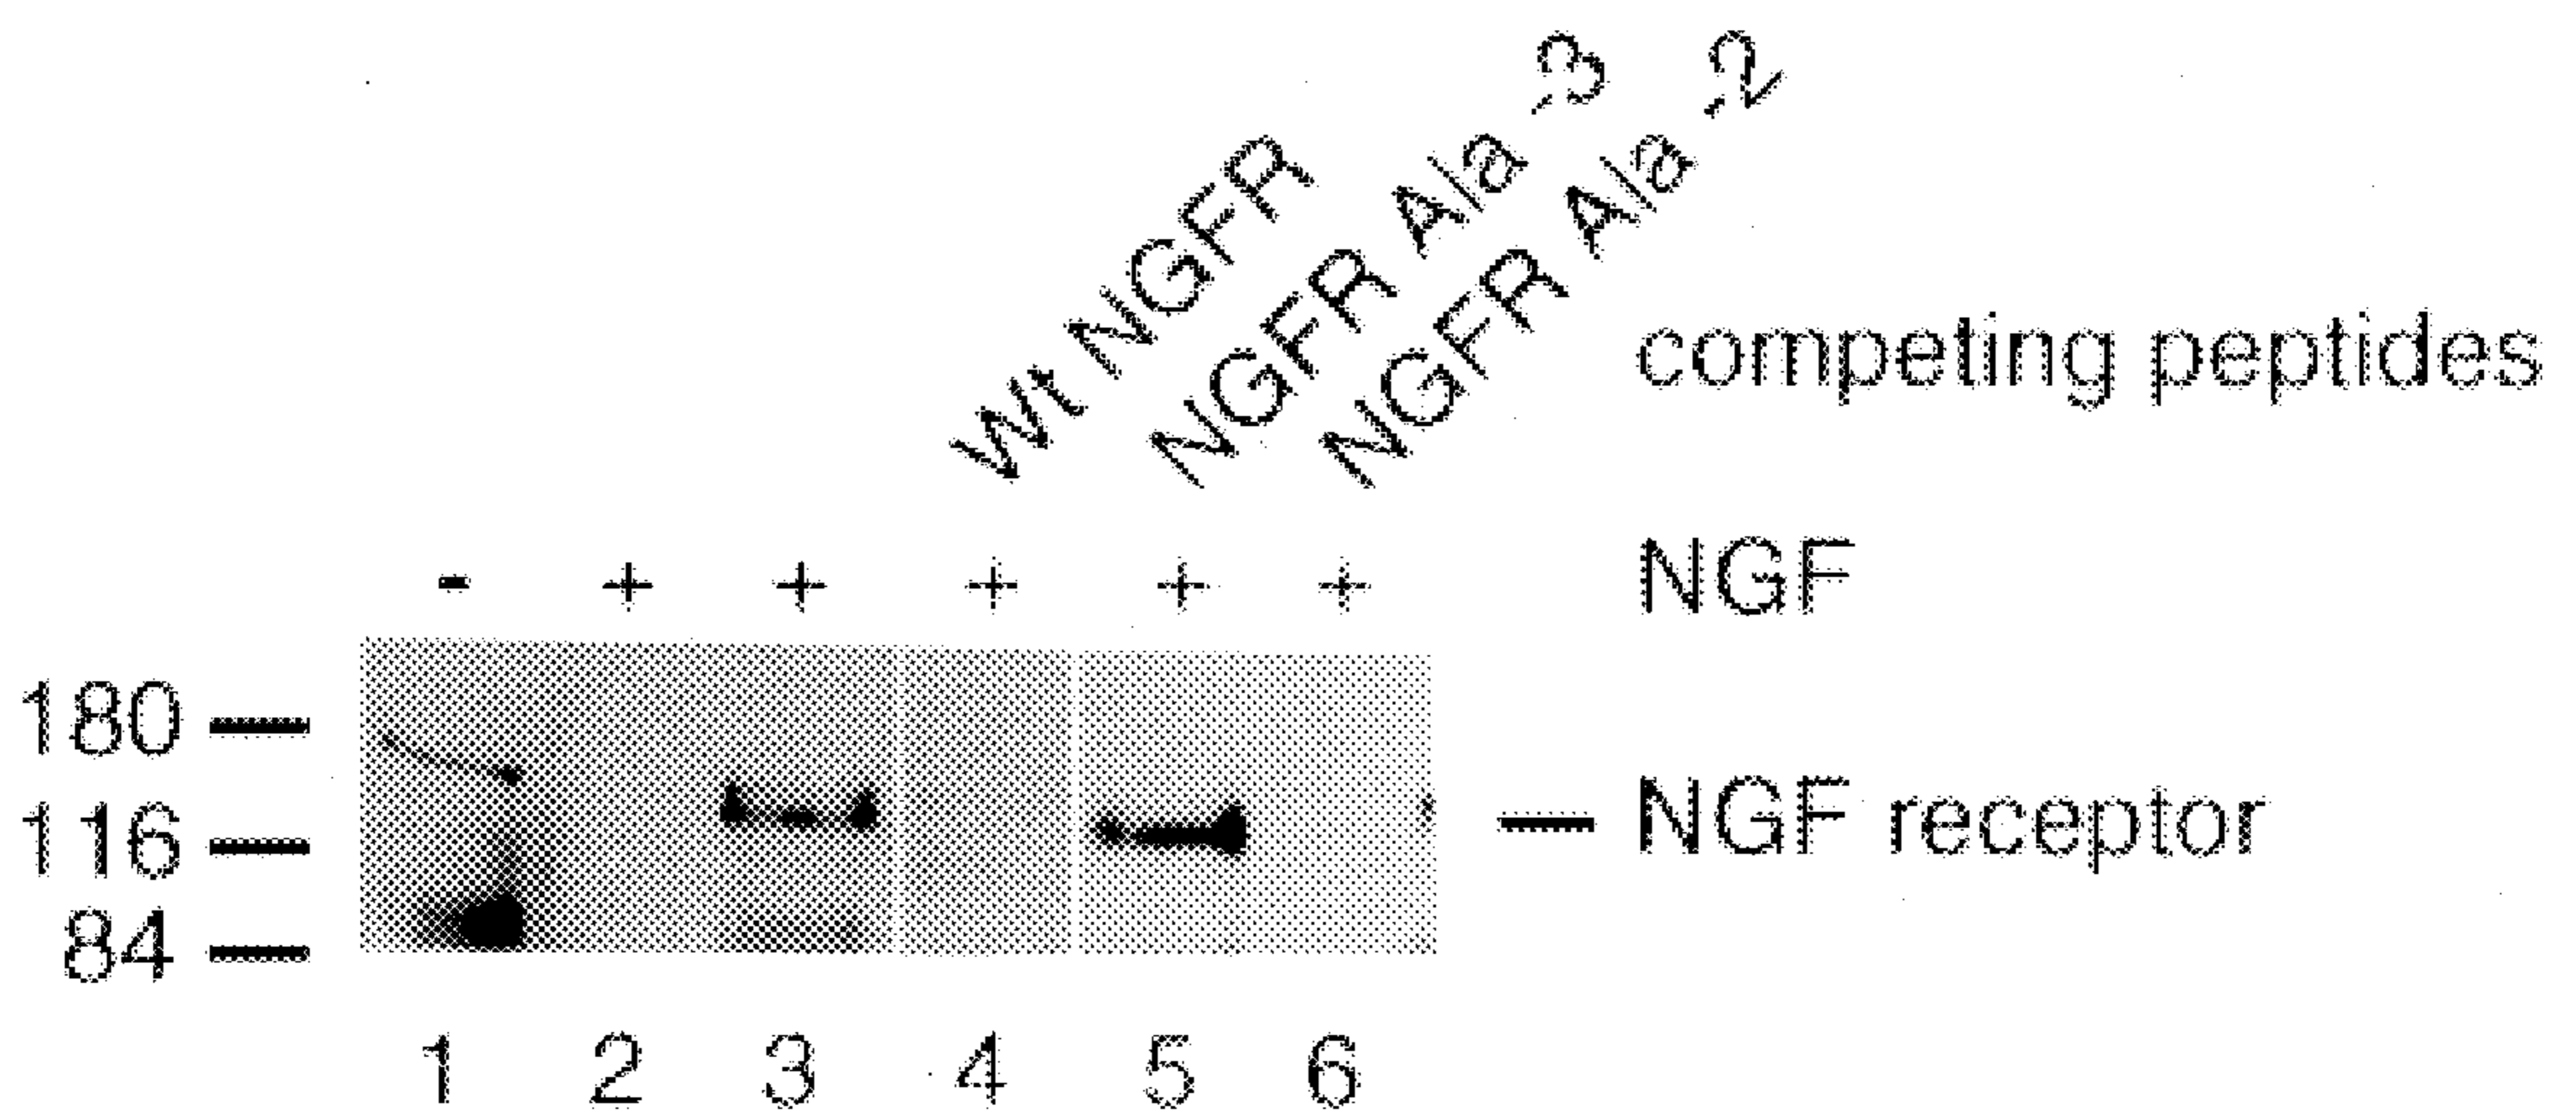 Wt NGFR
NGFR Ala -3
NGFR Ala -2
competing peptides
- + + + + + NGF
180
116
84
NGF receptor
1 2 3 4 5 6